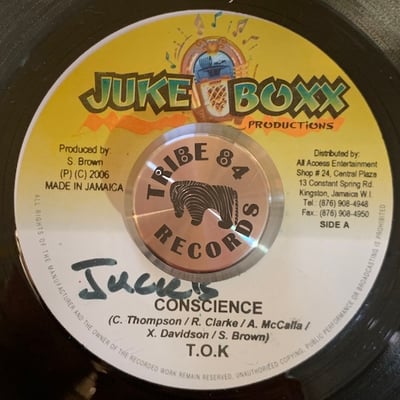 JUKE BOXX
PRODUCTIONS
Produced by:
S. Brown
(P) (C) 2006
MADE IN JAMAICA
Distributed by:
All Access Entertainment
Shop # 24, Central Plaza
13 Constant Spring Rd.
Kingston, Jamaica W.I
Tel: (876) 908-4948
Fax: (876) 908-4950
SIDE A
TRIBE 84
RECORDS
CONSCIENCE
(C. Thompson / R. Clarke / A. McCalla /
X. Davidson / S. Brown)
T.O.K
ALL RIGHTS OF THE MANUFACTURER AND OWNER OF THE RECORDED WORK REMAIN RESERVED. UNAUTHORIZED COPYING, PUBLIC PERFORMANCE OR BROADCASTING IS PROHIBITED.